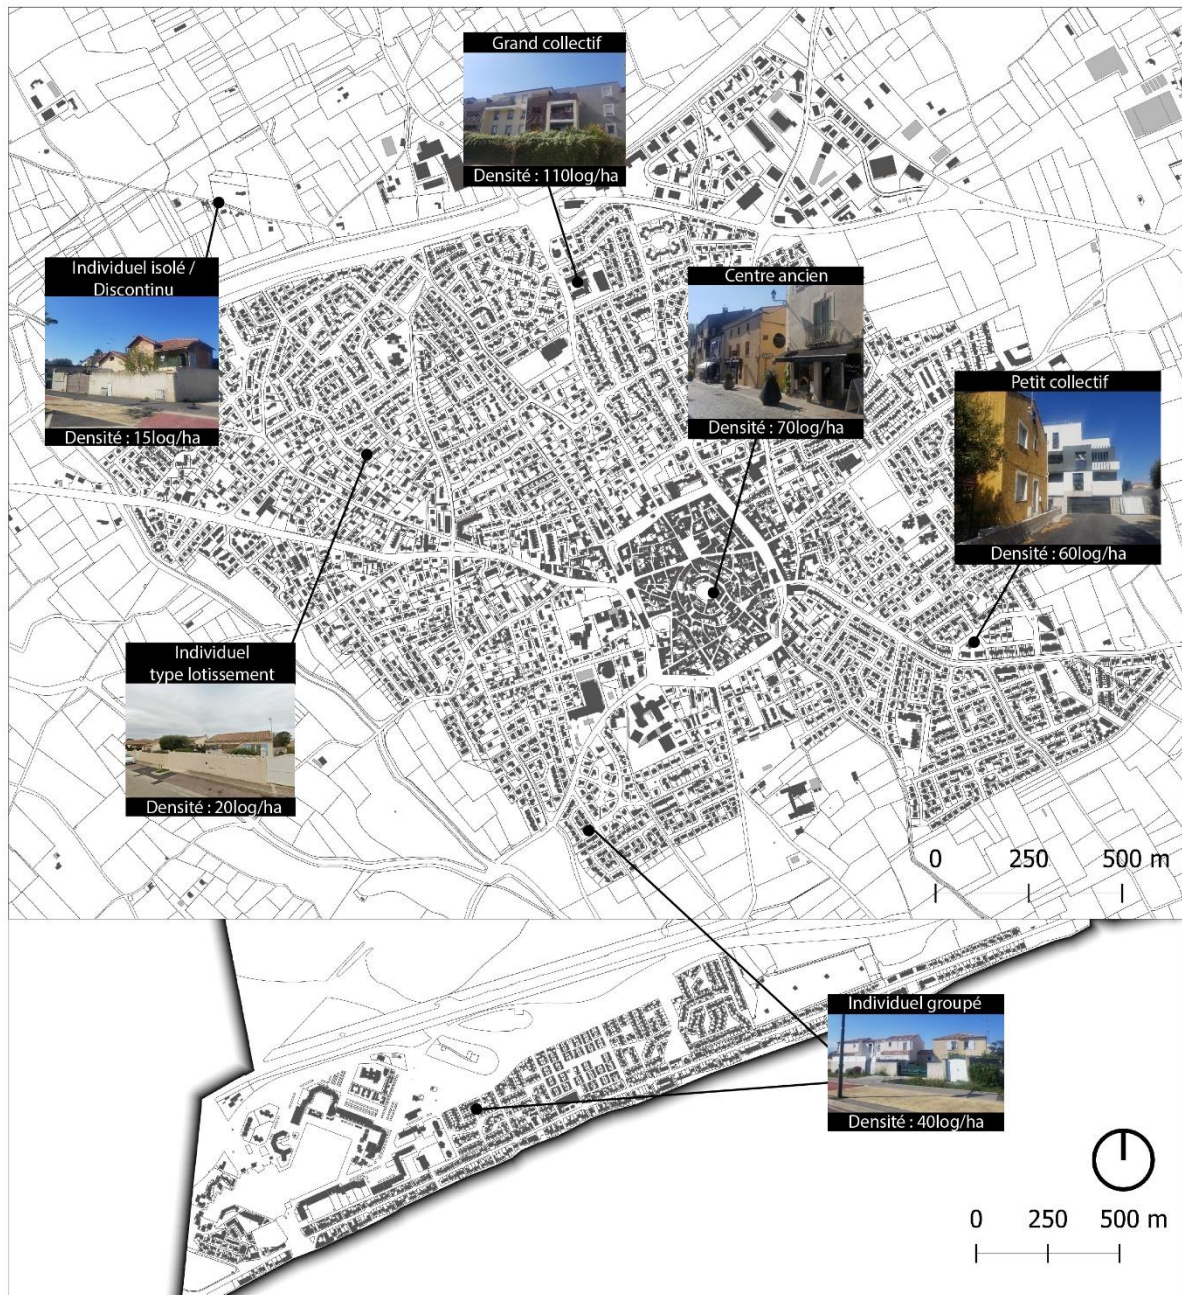 Grand collectif
Densité : 110log/ha
Individuel isolé /
Discontinu
Densité : 15log/ha
Centre ancien
Densité : 70log/ha
Petit collectif
Densité : 60log/ha
Individuel
type lotissement
Densité : 20log/ha
0 250 500 m
Individuel groupé
Densité : 40log/ha
0 250 500 m